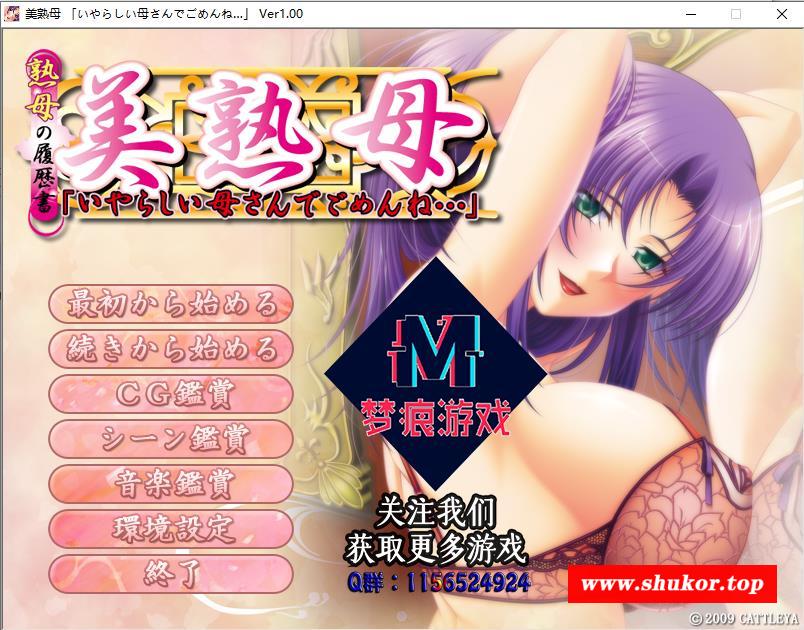 美熟母 「いやらしい母さんでごめんね...」 Ver1.00
熟母の履歴書
美熟母
「いやらしい母さんでごめんね…」
最初から始める
続きから始める
CG鑑賞
シーン鑑賞
音楽鑑賞
環境設定
終了
M
梦痕游戏
关注我们
获取更多游戏
Q群：1156524924
www.shukor.top
© 2009 CATTLEYA